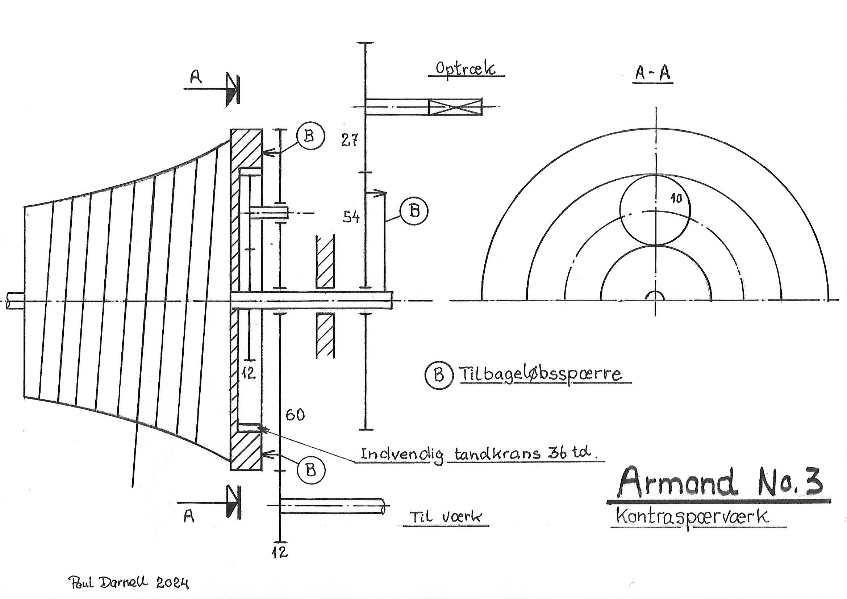 A
B
Optræk
A-A
27
10
54
B
12
60
B Tilbageløbsspærre
Indvendig tandkrans 36 td.
B
Armand No. 3
A
Til værk
Kontraspærværk
12
Poul Darnell 2024